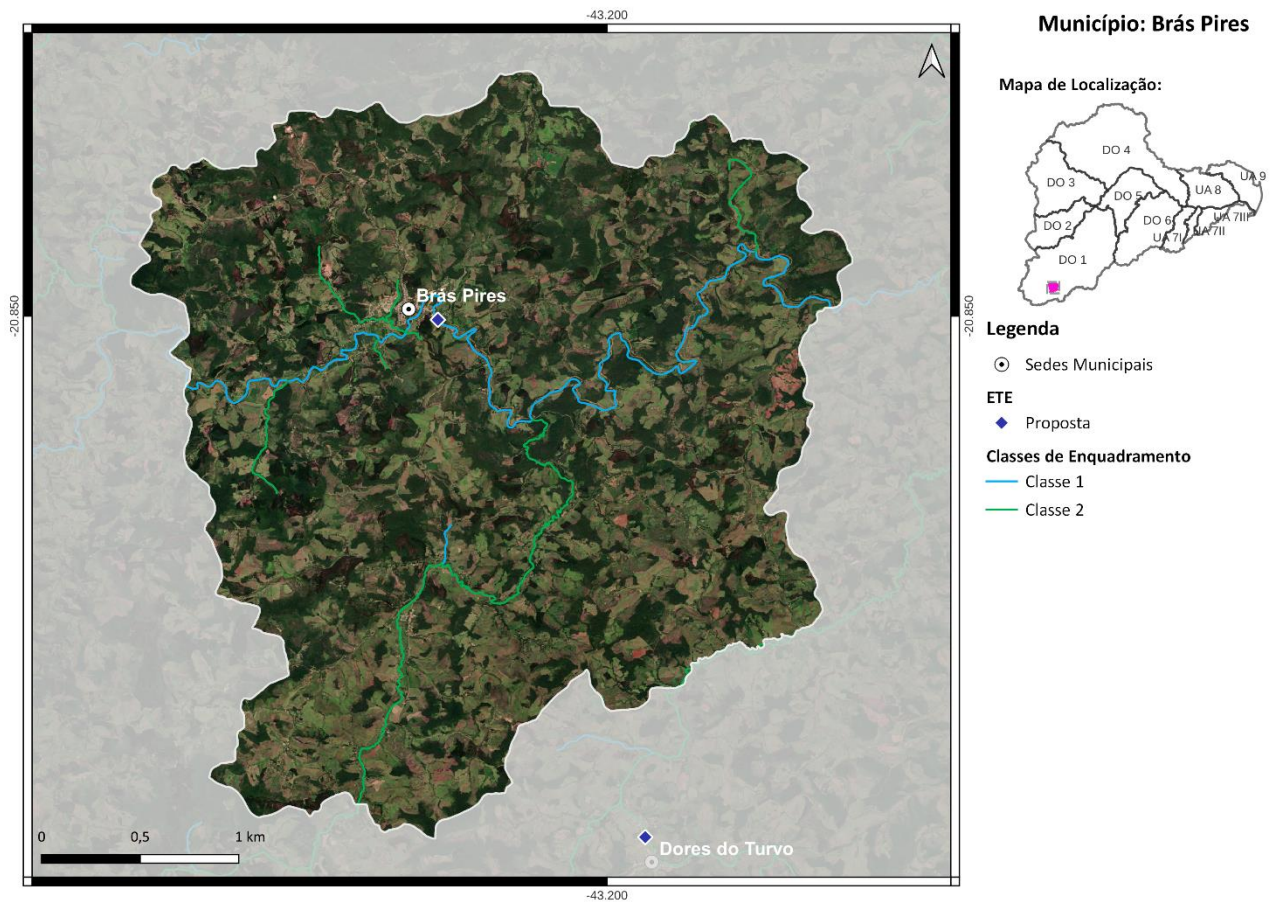 -43.200
Município: Brás Pires
Mapa de Localização:
DO 4
DO 3
UA 9
UA 8
DO 5
DO 6
UA 7III
DO 2
UA 7II
UA 7I
DO 1
Brás Pires
-20.850
-20.850
Legenda
Sedes Municipais
ETE
Proposta
Classes de Enquadramento
Classe 1
Classe 2
0 0,5 1 km
Dores do Turvo
-43.200